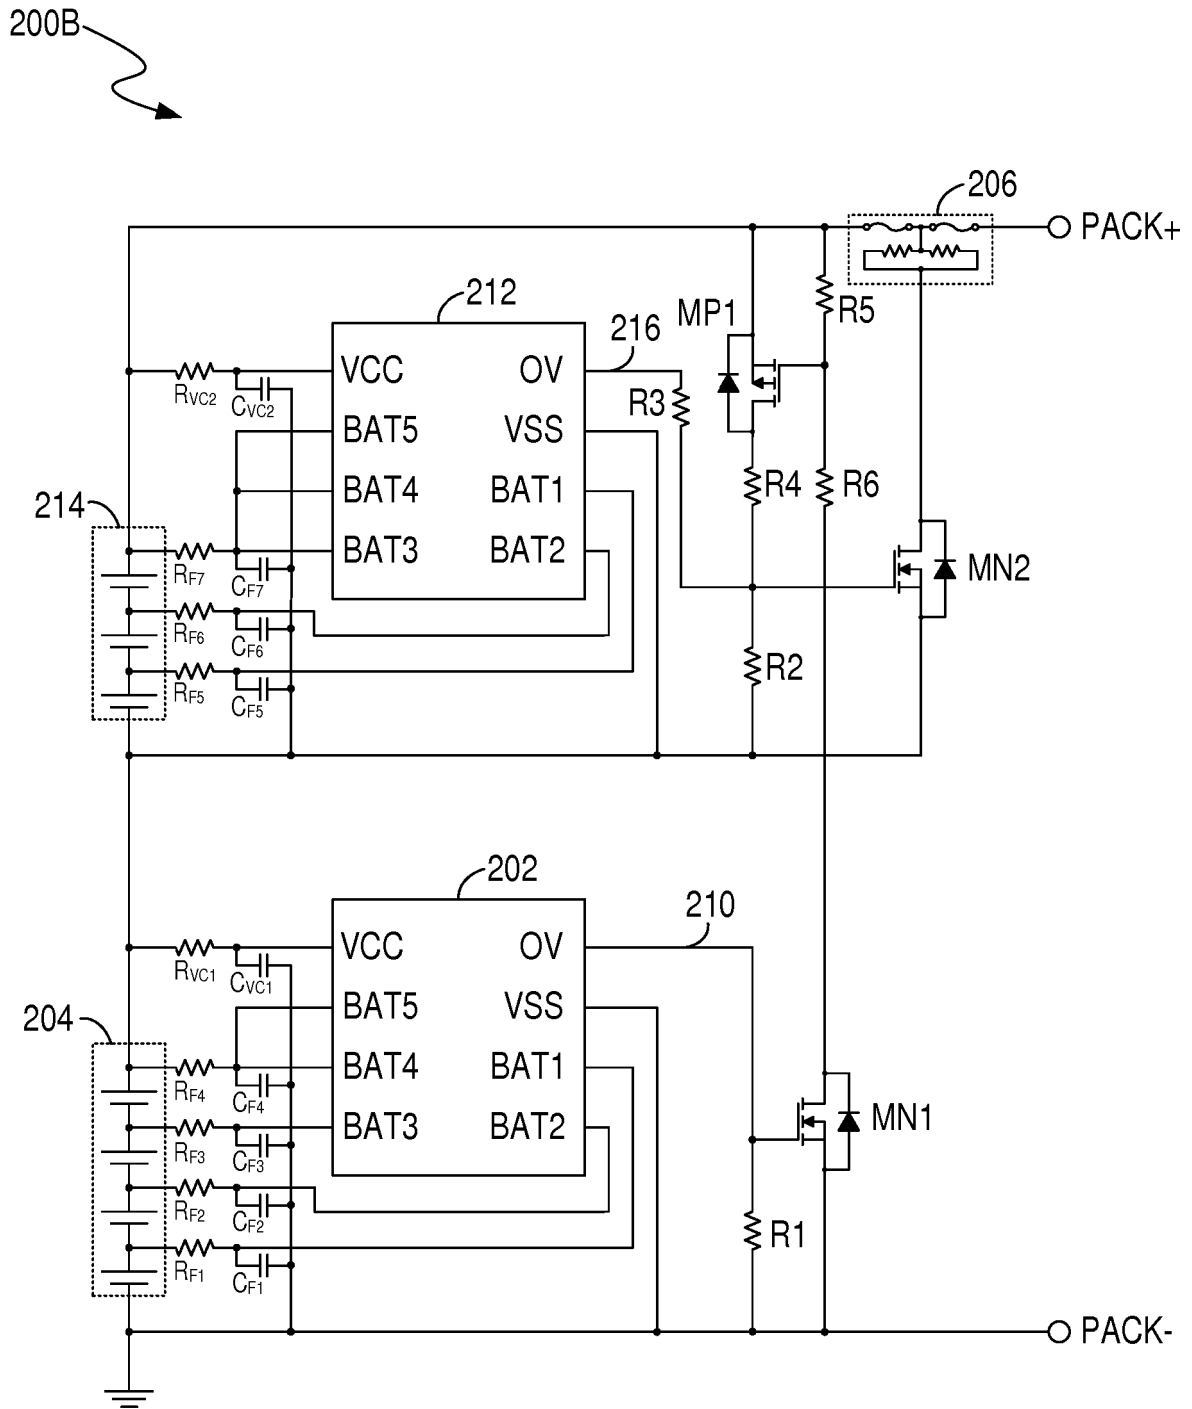 200B
206
PACK+
212
MP1
R5
216
VCC
OV
RVC2
CVC2
R3
BAT5
VSS
BAT4
BAT1
R4
R6
214
BAT3
BAT2
RF7
CF7
MN2
RF6
CF6
R2
RF5
CF5
202
210
VCC
OV
RVC1
CVC1
BAT5
VSS
204
BAT4
BAT1
RF4
CF4
MN1
BAT3
BAT2
RF3
CF3
RF2
CF2
R1
RF1
CF1
PACK-